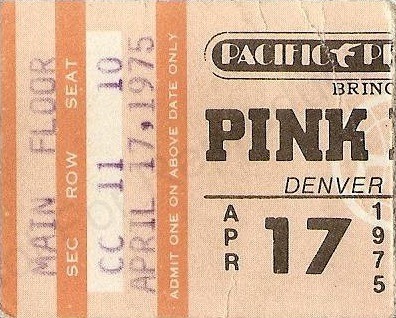 MAIN FLOOR
SEC ROW SEAT
CC 11 10
APRIL 17, 1975
ADMIT ONE ON ABOVE DATE ONLY
PACIFIC P
BRING
PINK
DENVER
APR 17 1975